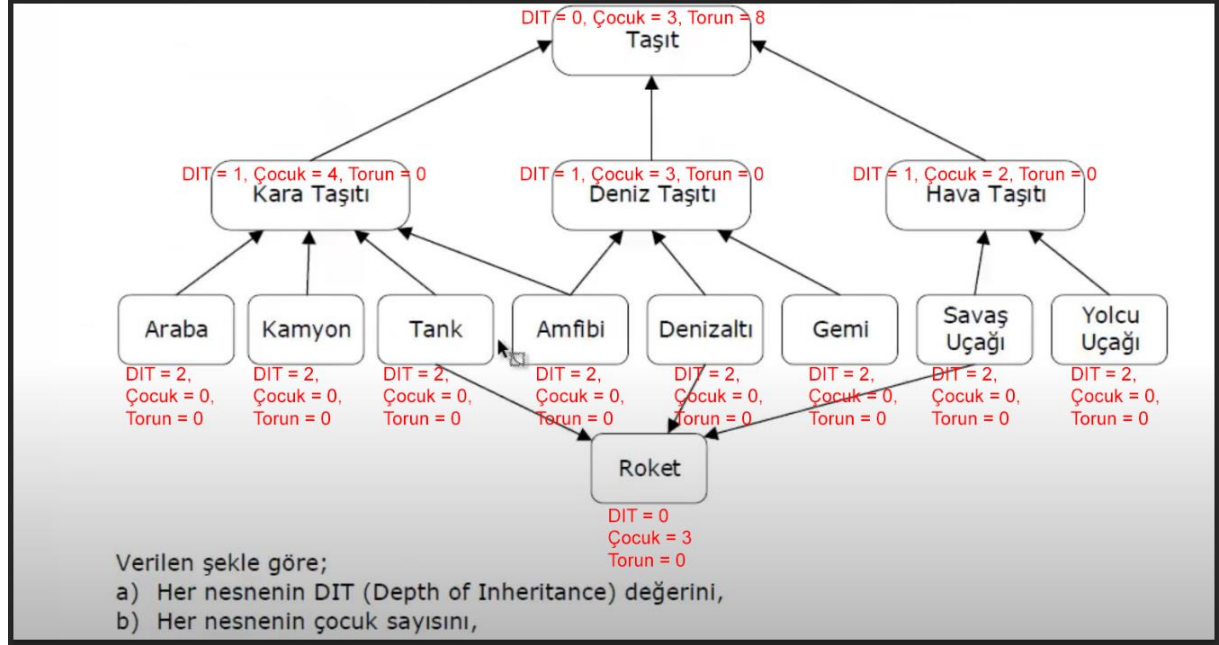 DIT = 0, Çocuk = 3, Torun = 8
Taşıt
DIT = 1, Çocuk = 4, Torun = 0
Kara Taşıtı
DIT = 1, Çocuk = 3, Torun = 0
Deniz Taşıtı
DIT = 1, Çocuk = 2, Torun = 0
Hava Taşıtı
Araba
DIT = 2,
Çocuk = 0,
Torun = 0
Kamyon
DIT = 2,
Çocuk = 0,
Torun = 0
Tank
DIT = 2,
Çocuk = 0,
Torun = 0
Amfibi
DIT = 2,
Çocuk = 0,
Torun = 0
Denizaltı
DIT = 2,
Çocuk = 0,
Torun = 0
Gemi
DIT = 2,
Çocuk = 0,
Torun = 0
Savaş
Uçağı
DIT = 2,
Çocuk = 0,
Torun = 0
Yolcu
Uçağı
DIT = 2,
Çocuk = 0,
Torun = 0
Roket
DIT = 0
Çocuk = 3
Torun = 0
Verilen şekle göre;
a) Her nesnenin DIT (Depth of Inheritance) değerini,
b) Her nesnenin çocuk sayısını,